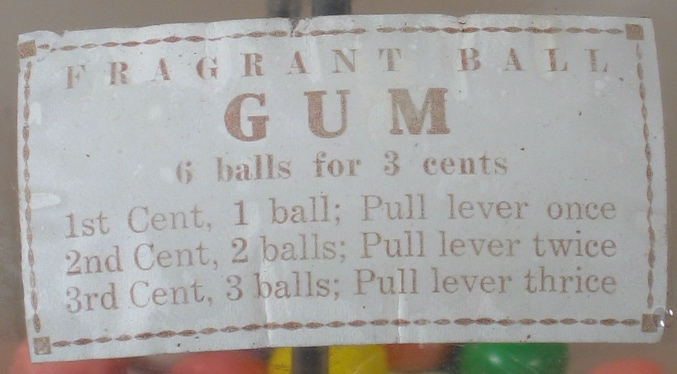 FRAGRANT BALL
GUM
6 balls for 3 cents
1st Cent, 1 ball; Pull lever once
2nd Cent, 2 balls; Pull lever twice
3rd Cent, 3 balls; Pull lever thrice